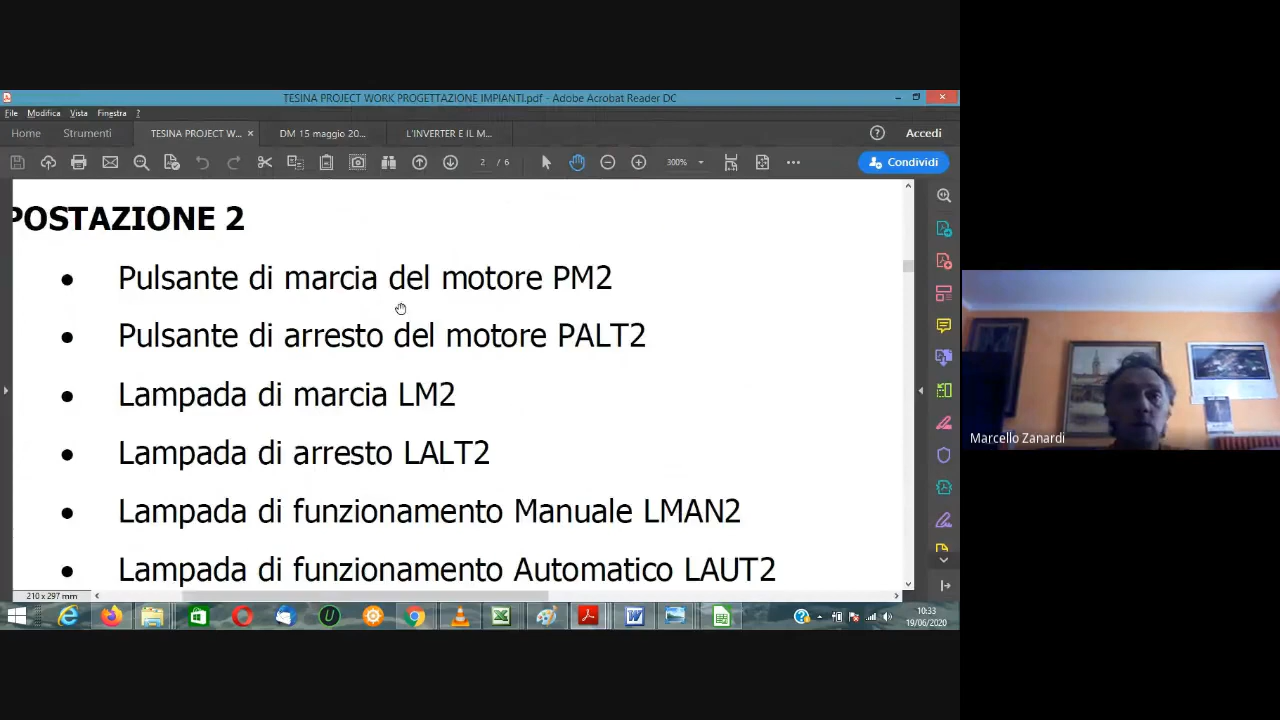 TESINA PROJECT WORK PROGETTAZIONE IMPIANTI.pdf - Adobe Acrobat Reader DC
File Modifica Vista Finestra ?
Home Strumenti TESINA PROJECT W... × DM 15 maggio 20... L'INVERTER E IL M... Accedi
2 / 6 300% Condividi
POSTAZIONE 2
• Pulsante di marcia del motore PM2
• Pulsante di arresto del motore PALT2
• Lampada di marcia LM2
• Lampada di arresto LALT2
• Lampada di funzionamento Manuale LMAN2
• Lampada di funzionamento Automatico LAUT2
210 x 297 mm
10:33
19/06/2020
Marcello Zanardi